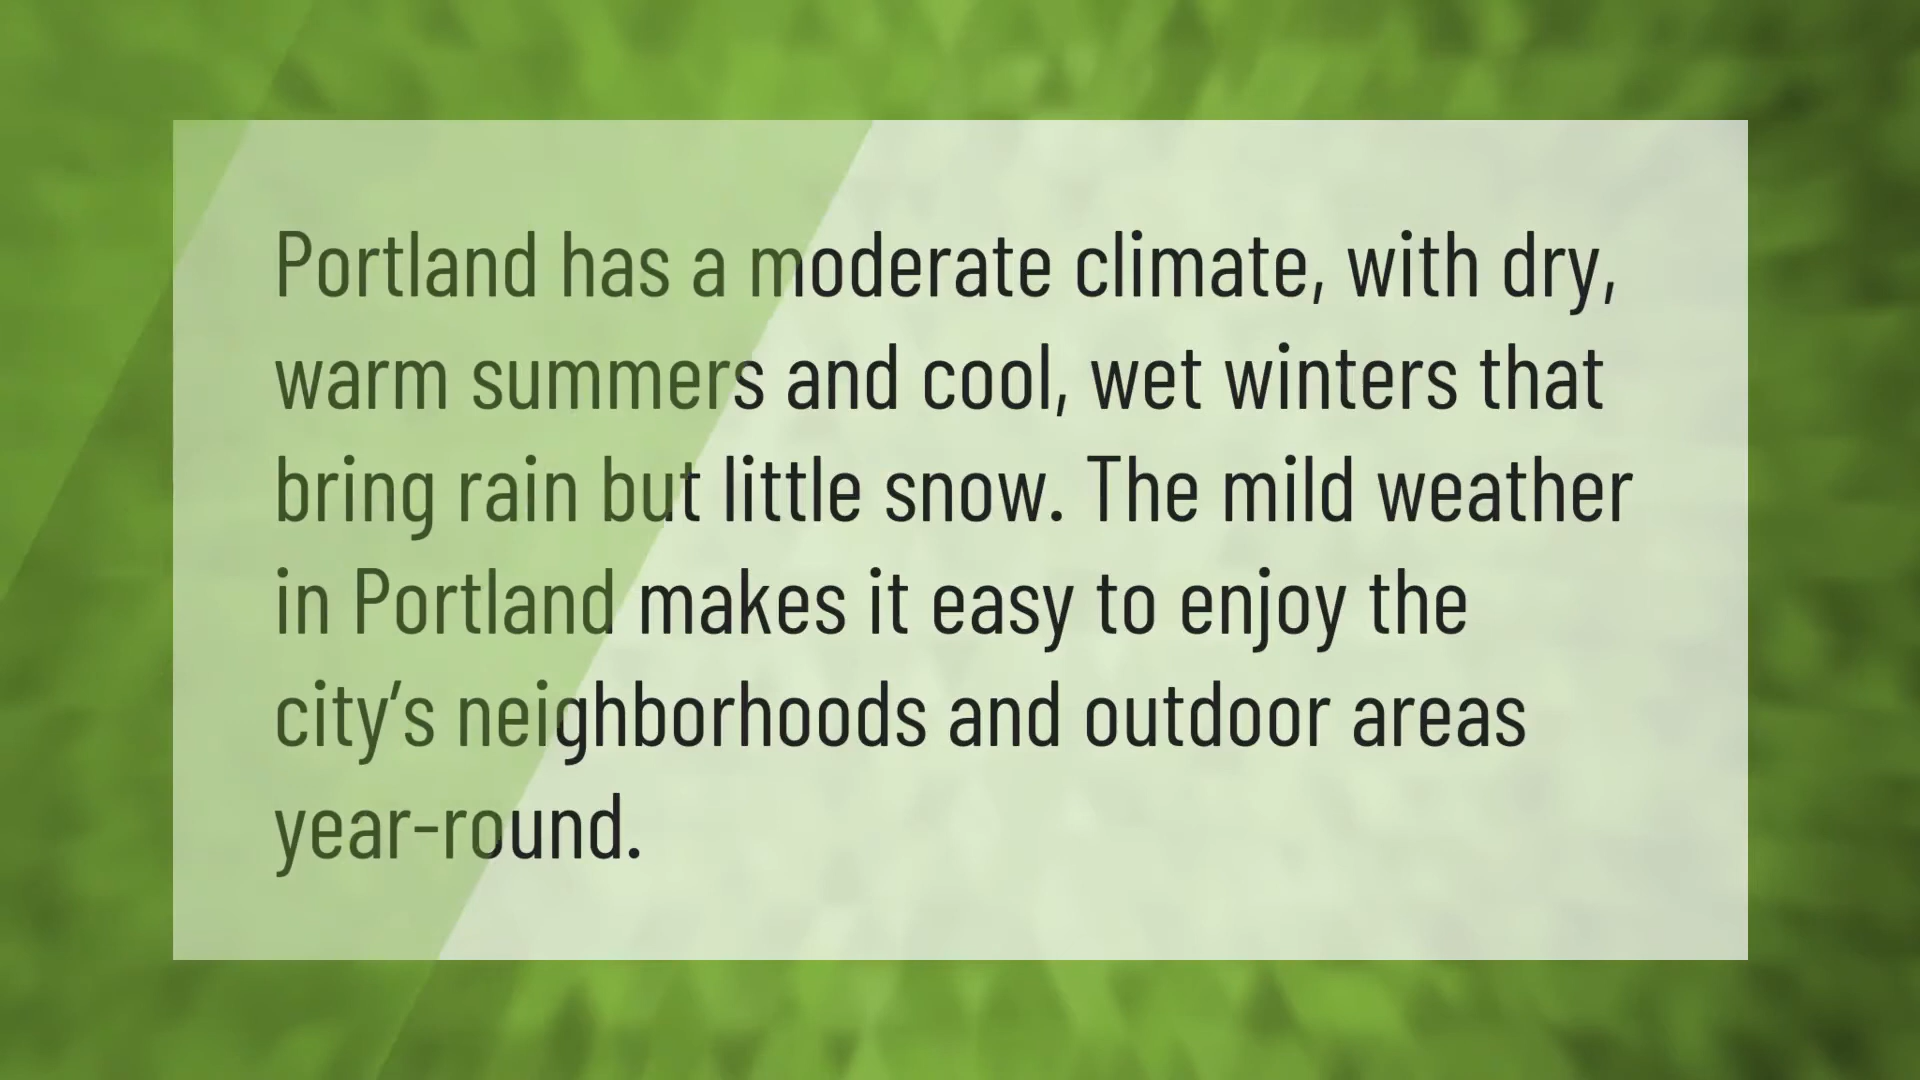 Portland has a moderate climate, with dry,
warm summers and cool, wet winters that
bring rain but little snow. The mild weather
in Portland makes it easy to enjoy the
city’s neighborhoods and outdoor areas
year-round.